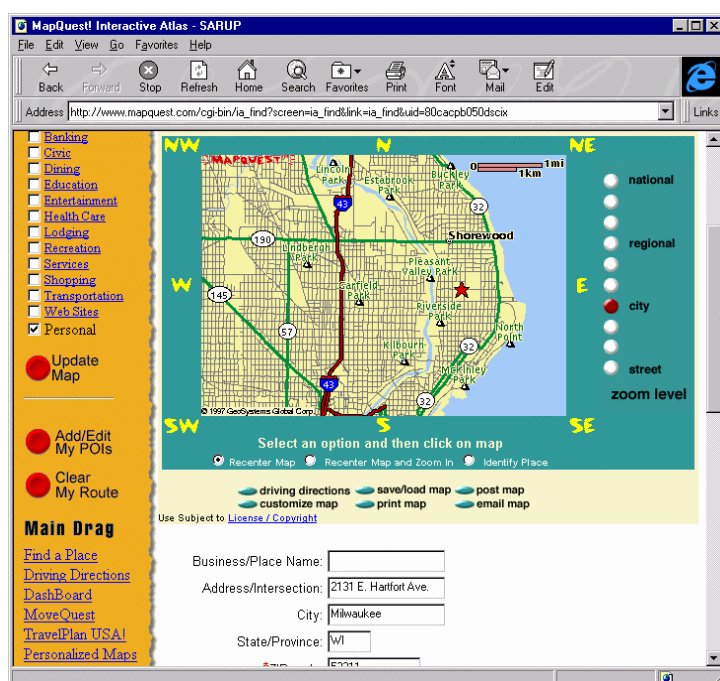 MapQuest! Interactive Atlas - SARUP
File Edit View Go Favorites Help
Back Forward Stop Refresh Home Search Favorites Print Font Mail Edit
Address http://www.mapquest.com/cgi-bin/ia_find?screen=ia_find&link=ia_find&uid=80cacpb050dscix Links
Banking
Civic
Dining
Education
Entertainment
Health Care
Lodging
Recreation
Services
Shopping
Transportation
Web Sites
Personal
Update
Map
Add/Edit
My POIs
Clear
My Route
Main Drag
Find a Place
Driving Directions
DashBoard
MoveQuest
TravelPlan USA!
Personalized Maps
NW N NE
MAPQUEST
0 1mi
1km
Lincoln
Park
Estabrook
Park
Buckley
Park
43
32
190
Shorewood
Lindbergh
Park
Pleasant
Valley Park
W
E
145
Garfield
Park
Riverside
Park
57
North
Point
Kilbourn
Park
32
McKinley
Park
43
32
© 1997 GeoSystems Global Corp.
SW S SE
national
regional
city
street
zoom level
Select an option and then click on map
Recenter Map Recenter Map and Zoom In Identify Place
driving directions save/load map post map
customize map print map email map
Use Subject to License / Copyright
Business/Place Name:
Address/Intersection: 2131 E. Hartfort Ave.
City: Milwaukee
State/Province: WI